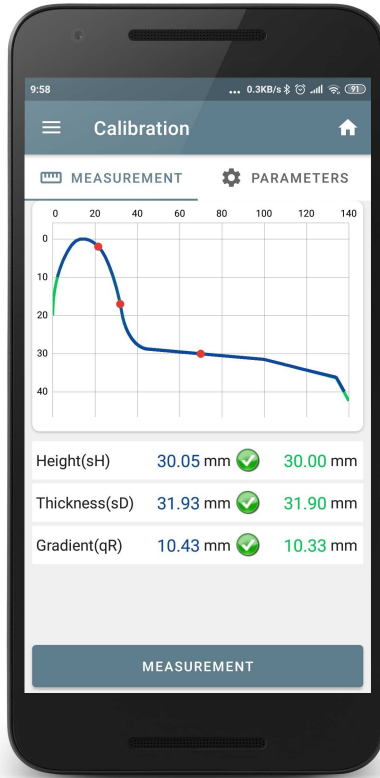 9:58 ... 0.3KB/s 91
Calibration
MEASUREMENT PARAMETERS
0 20 40 60 80 100 120 140
0
10
20
30
40
Height(sH) 30.05 mm 30.00 mm
Thickness(sD) 31.93 mm 31.90 mm
Gradient(qR) 10.43 mm 10.33 mm
MEASUREMENT